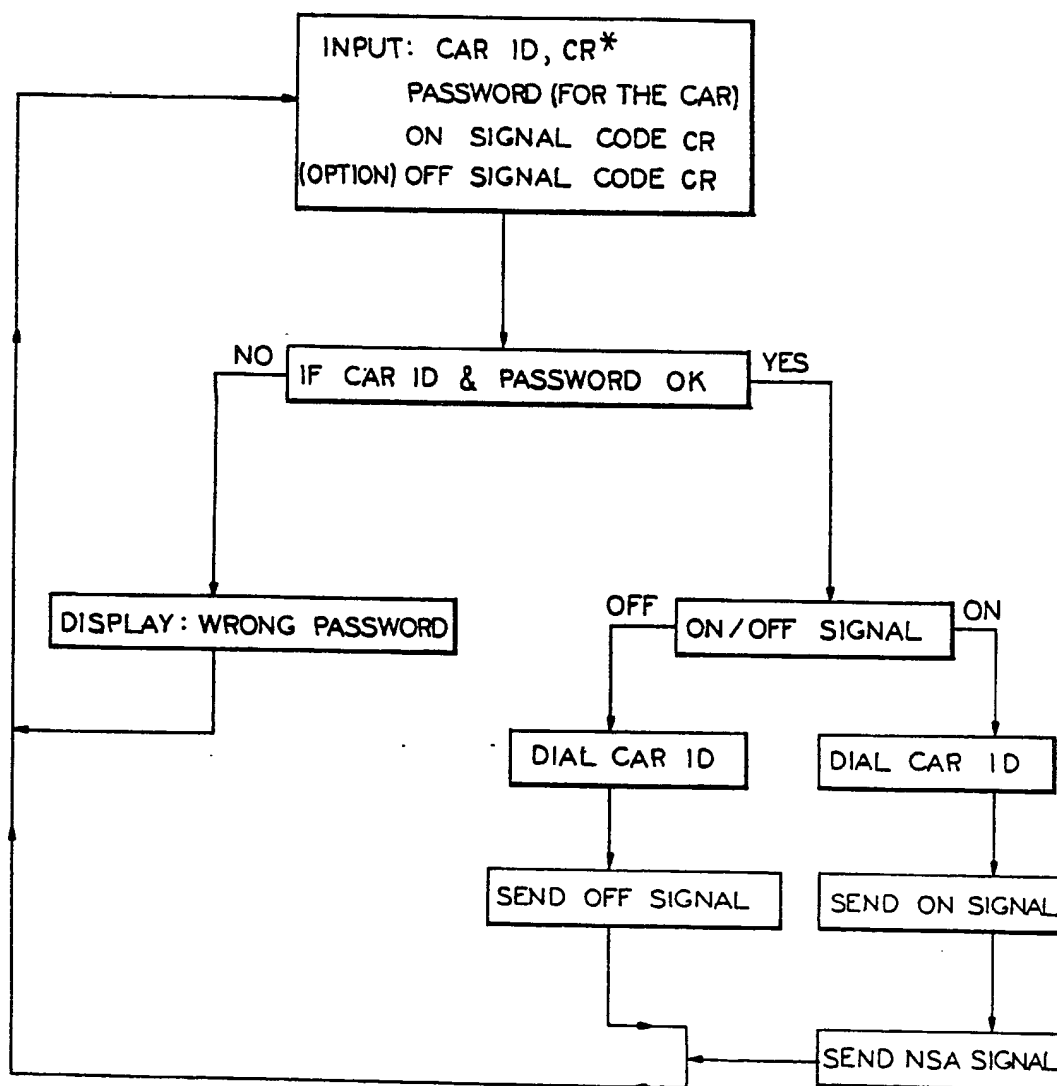 INPUT: CAR ID, CR*
PASSWORD (FOR THE CAR)
ON SIGNAL CODE CR
(OPTION) OFF SIGNAL CODE CR
NO
IF CAR ID & PASSWORD OK
YES
DISPLAY: WRONG PASSWORD
OFF
ON/OFF SIGNAL
ON
DIAL CAR ID
DIAL CAR ID
SEND OFF SIGNAL
SEND ON SIGNAL
SEND NSA SIGNAL